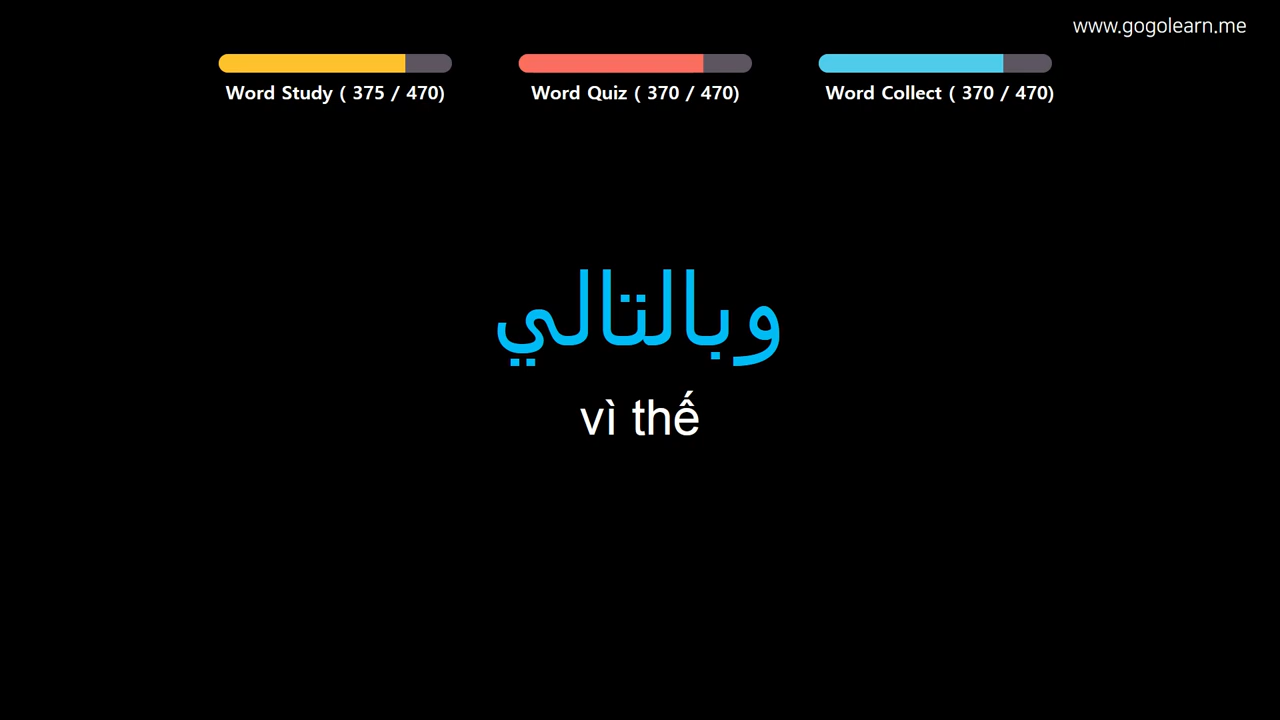 www.gogolearn.me
Word Study ( 375 / 470)
Word Quiz ( 370 / 470)
Word Collect ( 370 / 470)
وبالتالي
vì thế